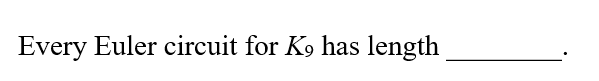 Every Euler circuit for K₉ has length ________.